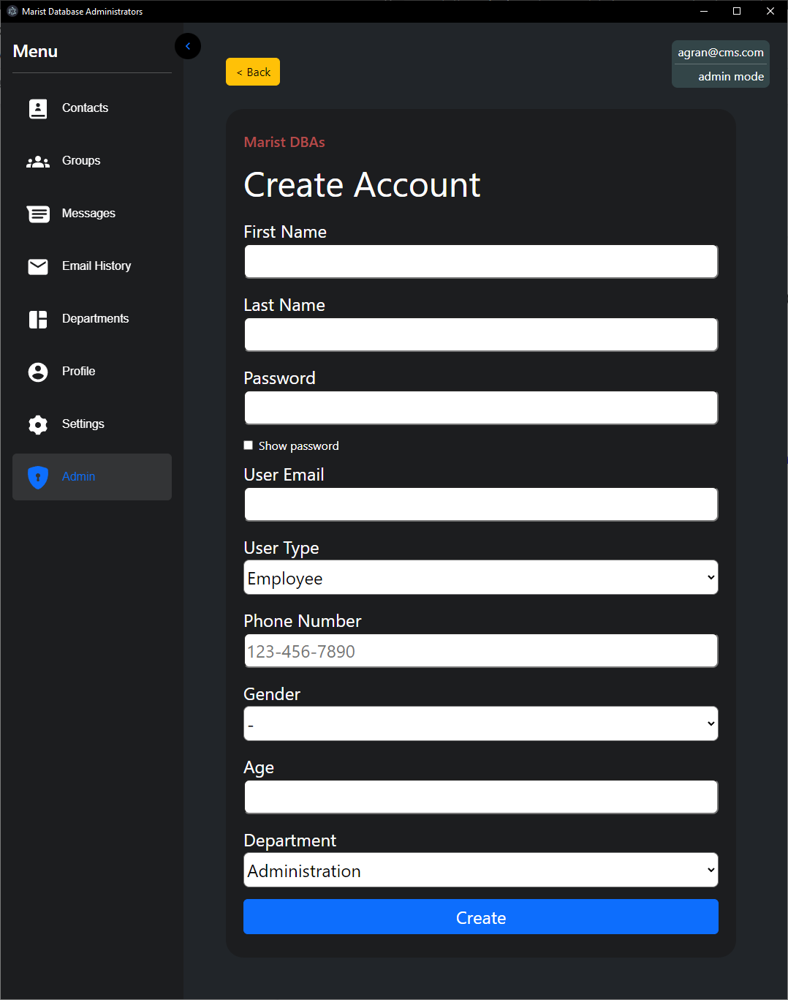 Marist Database Administrators
Menu
Contacts
Groups
Messages
Email History
Departments
Profile
Settings
Admin
< Back
agran@cms.com
admin mode
Marist DBAs
Create Account
First Name
Last Name
Password
Show password
User Email
User Type
Employee
Phone Number
123-456-7890
Gender
-
Age
Department
Administration
Create